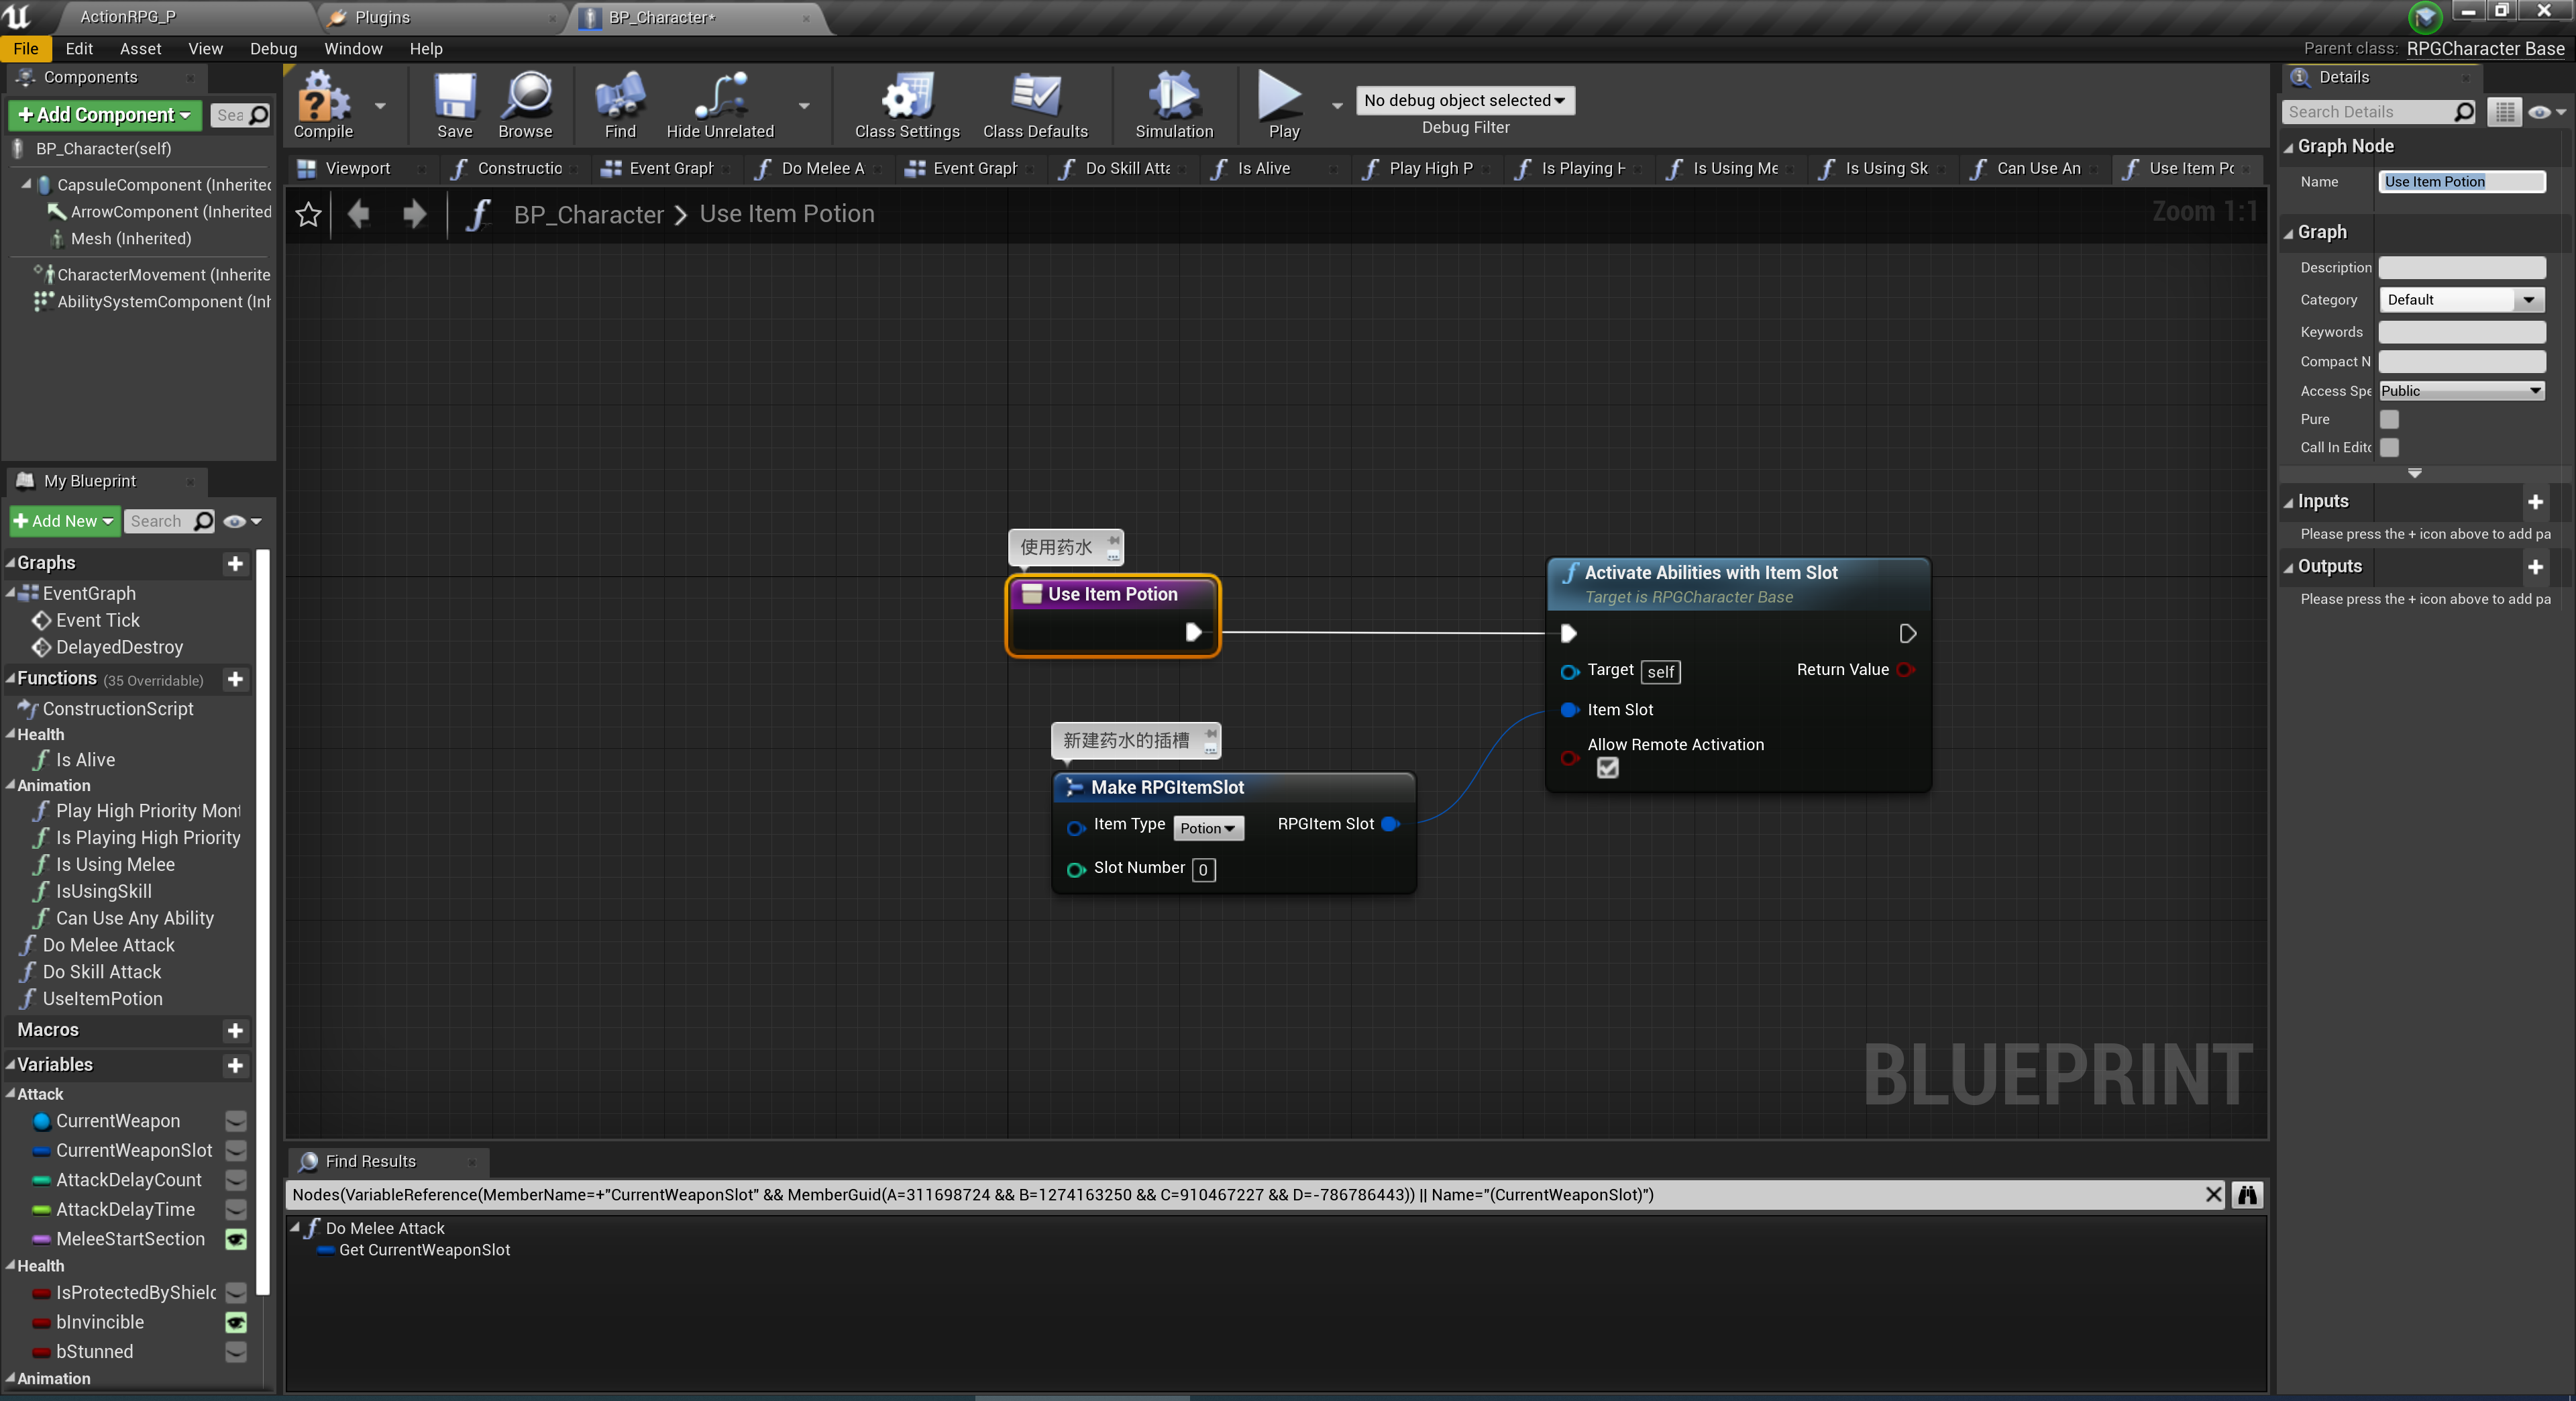 ActionRPG_P
Plugins
BP_Character*
File Edit Asset View Debug Window Help
Parent class: RPGCharacter Base
Components
+Add Component
Sea
BP_Character(self)
CapsuleComponent (Inherited
ArrowComponent (Inherited
Mesh (Inherited)
CharacterMovement (Inherite
AbilitySystemComponent (Inh
Compile
Save
Browse
Find
Hide Unrelated
Class Settings
Class Defaults
Simulation
Play
No debug object selected
Debug Filter
Viewport
Constructio
Event Graph
Do Melee A
Event Graph
Do Skill Atta
Is Alive
Play High P
Is Playing H
Is Using Me
Is Using Sk
Can Use An
Use Item Po
BP_Character > Use Item Potion
Zoom 1:1
使用药水
Use Item Potion
Activate Abilities with Item Slot
Target is RPGCharacter Base
Target self
Return Value
Item Slot
Allow Remote Activation
新建药水的插槽
Make RPGItemSlot
Item Type Potion
RPGItem Slot
Slot Number 0
BLUEPRINT
My Blueprint
+Add New
Search
Graphs
EventGraph
Event Tick
DelayedDestroy
Functions (35 Overridable)
ConstructionScript
Health
Is Alive
Animation
Play High Priority Mont
Is Playing High Priority
Is Using Melee
IsUsingSkill
Can Use Any Ability
Do Melee Attack
Do Skill Attack
UseItemPotion
Macros
Variables
Attack
CurrentWeapon
CurrentWeaponSlot
AttackDelayCount
AttackDelayTime
MeleeStartSection
Health
IsProtectedByShield
bInvincible
bStunned
Animation
Find Results
Nodes(VariableReference(MemberName=+"CurrentWeaponSlot" && MemberGuid(A=311698724 && B=1274163250 && C=910467227 && D=-786786443)) || Name="(CurrentWeaponSlot)")
Do Melee Attack
Get CurrentWeaponSlot
Details
Search Details
Graph Node
Name Use Item Potion
Graph
Description
Category Default
Keywords
Compact N
Access Spe Public
Pure
Call In Edito
Inputs
Please press the + icon above to add pa
Outputs
Please press the + icon above to add pa